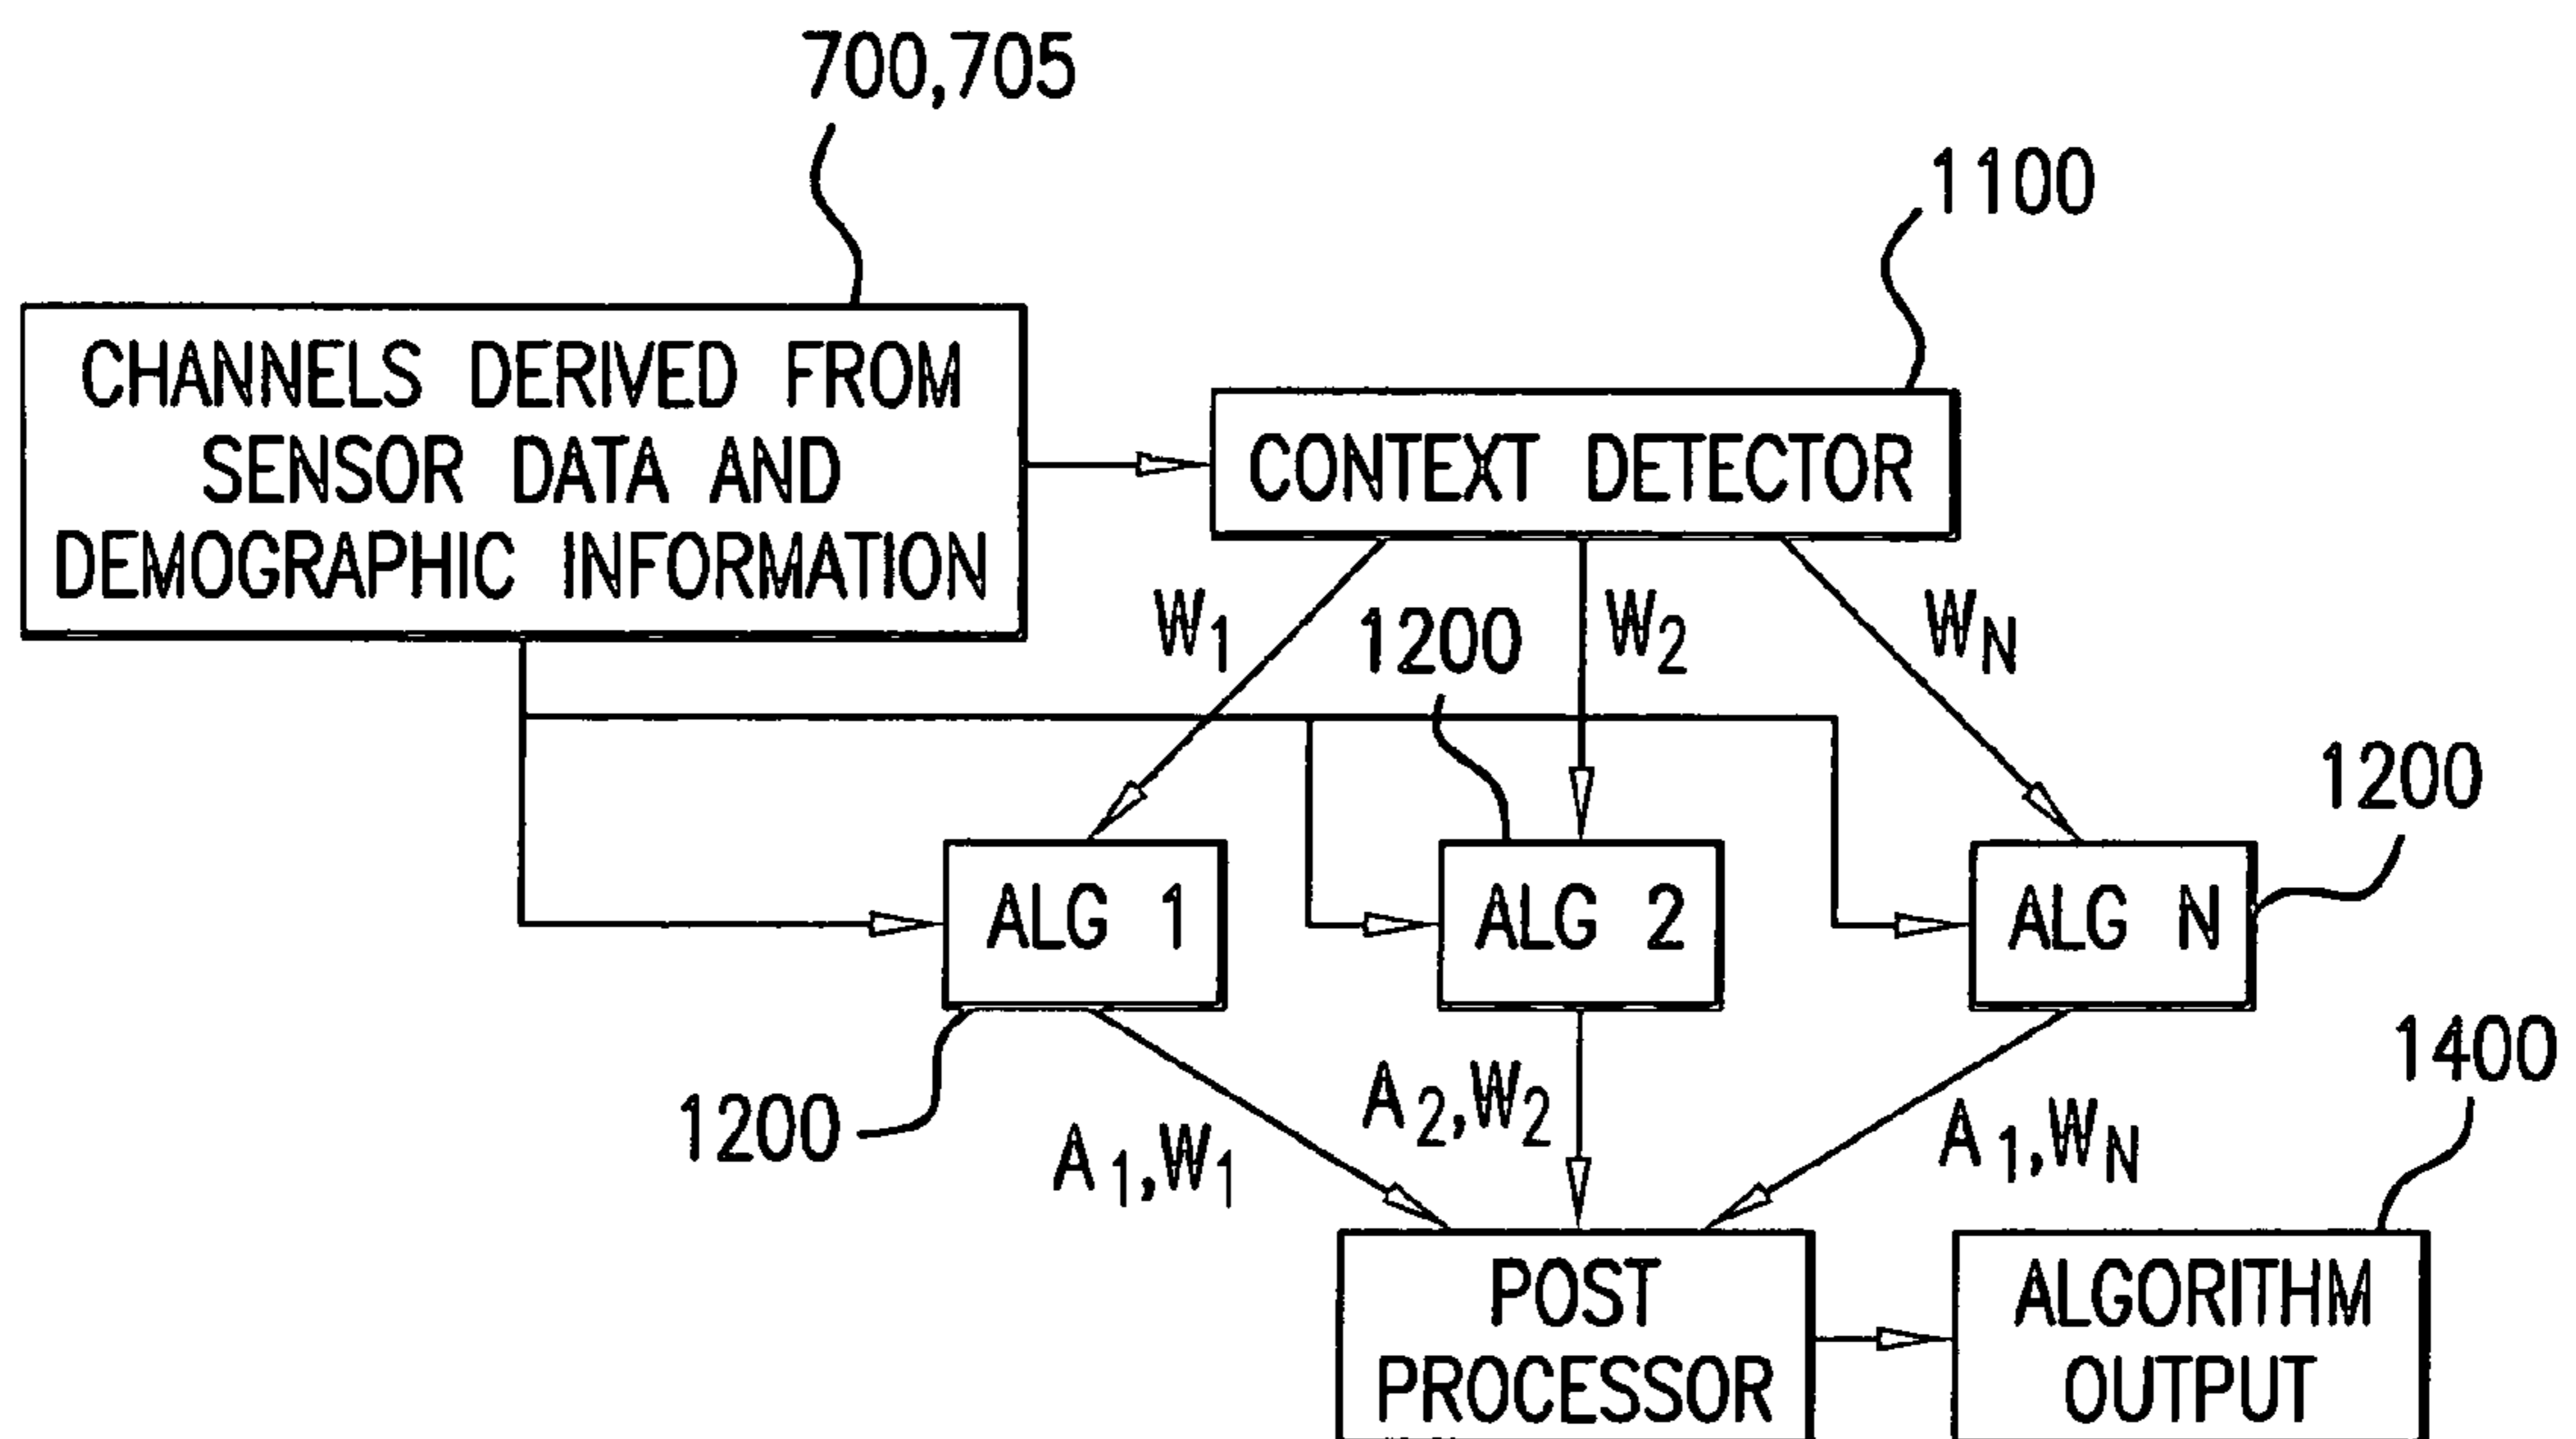 700,705
1100
CHANNELS DERIVED FROM
SENSOR DATA AND
DEMOGRAPHIC INFORMATION
CONTEXT DETECTOR
W1
1200
W2
WN
1200
ALG 1
ALG 2
ALG N
1200
A1,W1
A2,W2
A1,WN
1400
POST
PROCESSOR
ALGORITHM
OUTPUT